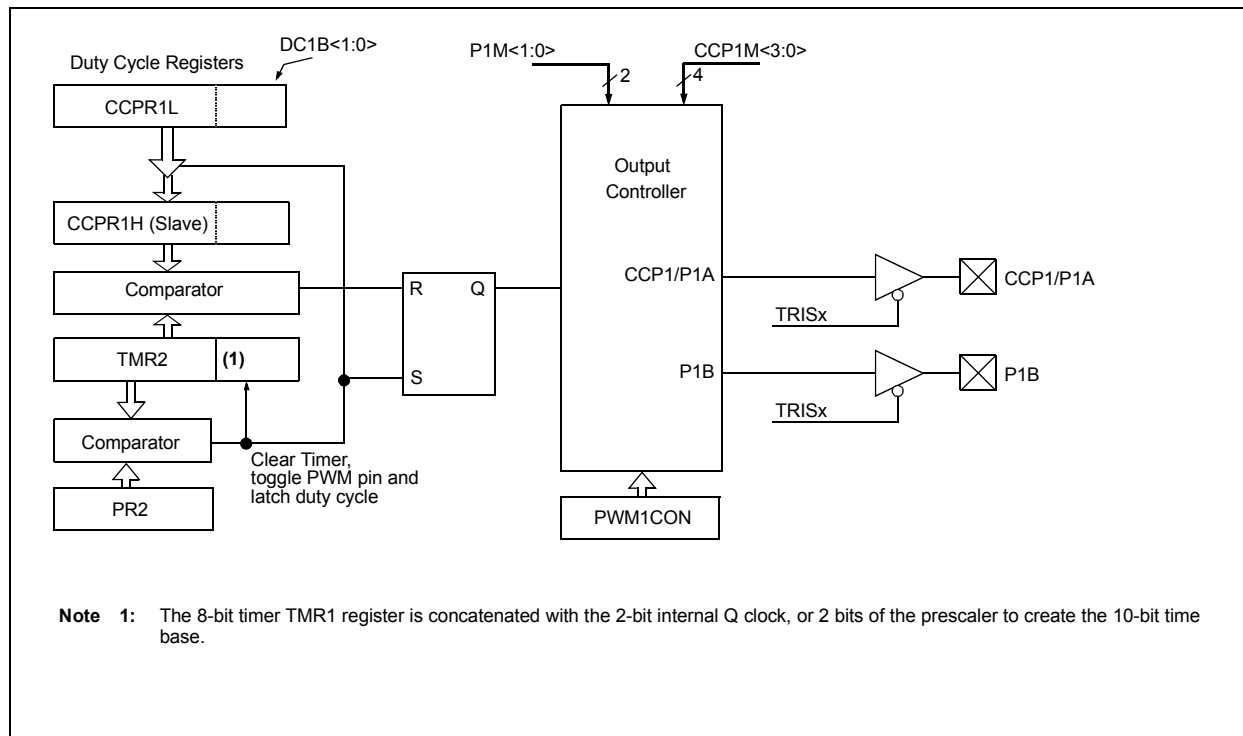 DC1B<1:0>
Duty Cycle Registers
CCPR1L
CCPR1H (Slave)
Comparator
TMR2
(1)
Comparator
PR2
Clear Timer,
toggle PWM pin and
latch duty cycle
R
Q
S
P1M<1:0>
2
CCP1M<3:0>
4
Output
Controller
CCP1/P1A
P1B
PWM1CON
TRISx
CCP1/P1A
TRISx
P1B
Note 1: The 8-bit timer TMR1 register is concatenated with the 2-bit internal Q clock, or 2 bits of the prescaler to create the 10-bit time
base.